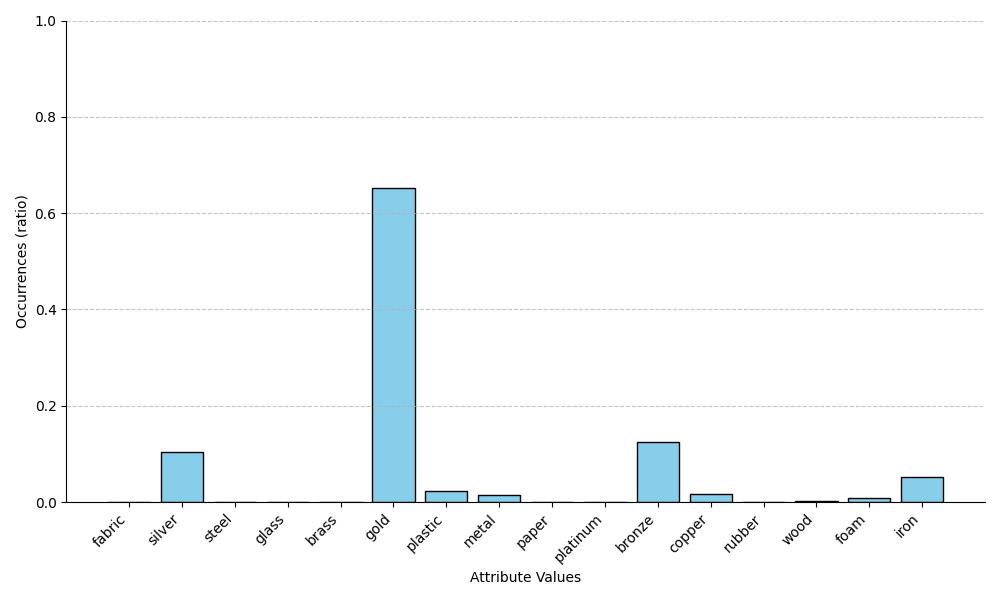 1.0
0.8
0.6
0.4
0.2
0.0
Occurrences (ratio)
fabric
silver
steel
glass
brass
gold
plastic
metal
paper
platinum
bronze
copper
rubber
wood
foam
iron
Attribute Values